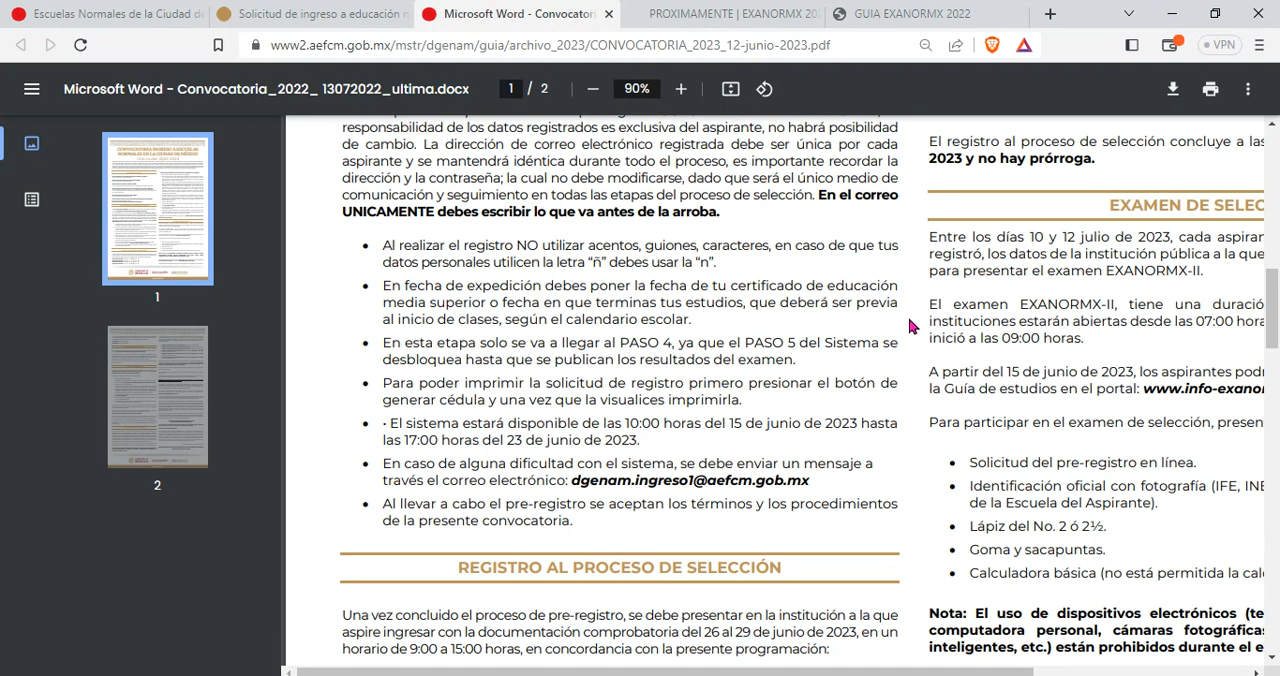 Escuelas Normales de la Ciudad d
Solicitud de ingreso a educación n
Microsoft Word - Convocatori
PROXIMAMENTE | EXANORMX 20
GUIA EXANORMX 2022
www2.aefcm.gob.mx/mstr/dgenam/guia/archivo_2023/CONVOCATORIA_2023_12-junio-2023.pdf
VPN
Microsoft Word - Convocatoria_2022_ 13072022_ultima.docx
1 / 2
90%
1
2
responsabilidad de los datos registrados es exclusiva del aspirante, no habrá posibilidad
de cambio. La dirección de correo electrónico registrada debe ser única por cada
aspirante y se mantendrá idéntica durante todo el proceso, es importante recordar la
dirección y la contraseña, la cual no debe modificarse, dado que será el único medio de
comunicación y seguimiento en todas las etapas del proceso de selección. En el correo
UNICAMENTE debes escribir lo que va antes de la arroba.
• Al realizar el registro NO utilizar acentos, guiones, caracteres, en caso de que tus
datos personales utilicen la letra “ñ” debes usar la “n”.
• En fecha de expedición debes poner la fecha de tu certificado de educación
media superior o fecha en que terminas tus estudios, que deberá ser previa
al inicio de clases, según el calendario escolar.
• En esta etapa solo se va a llegar al PASO 4, ya que el PASO 5 del Sistema se
desbloquea hasta que se publican los resultados del examen.
• Para poder imprimir la solicitud de registro primero presionar el botón de
generar cédula y una vez que la visualices imprimirla.
• · El sistema estará disponible de las 10:00 horas del 15 de junio de 2023 hasta
las 17:00 horas del 23 de junio de 2023.
• En caso de alguna dificultad con el sistema, se debe enviar un mensaje a
través el correo electrónico: dgenam.ingreso1@aefcm.gob.mx
• Al llevar a cabo el pre-registro se aceptan los términos y los procedimientos
de la presente convocatoria.
REGISTRO AL PROCESO DE SELECCIÓN
Una vez concluido el proceso de pre-registro, se debe presentar en la institución a la que
aspire ingresar con la documentación comprobatoria del 26 al 29 de junio de 2023, en un
horario de 9:00 a 15:00 horas, en concordancia con la presente programación:
El registro al proceso de selección concluye a las
2023 y no hay prórroga.
EXAMEN DE SELEC
Entre los días 10 y 12 julio de 2023, cada aspiran
registró, los datos de la institución pública a la que
para presentar el examen EXANORMX-II.
El examen EXANORMX-II, tiene una duració
instituciones estarán abiertas desde las 07:00 hora
inició a las 09:00 horas.
A partir del 15 de junio de 2023, los aspirantes podr
la Guía de estudios en el portal: www.info-exanor
Para participar en el examen de selección, presen
• Solicitud del pre-registro en línea.
• Identificación oficial con fotografía (IFE, INE
de la Escuela del Aspirante).
• Lápiz del No. 2 ó 2½.
• Goma y sacapuntas.
• Calculadora básica (no está permitida la calc
Nota: El uso de dispositivos electrónicos (te
computadora personal, cámaras fotográficas
inteligentes, etc.) están prohibidos durante el e